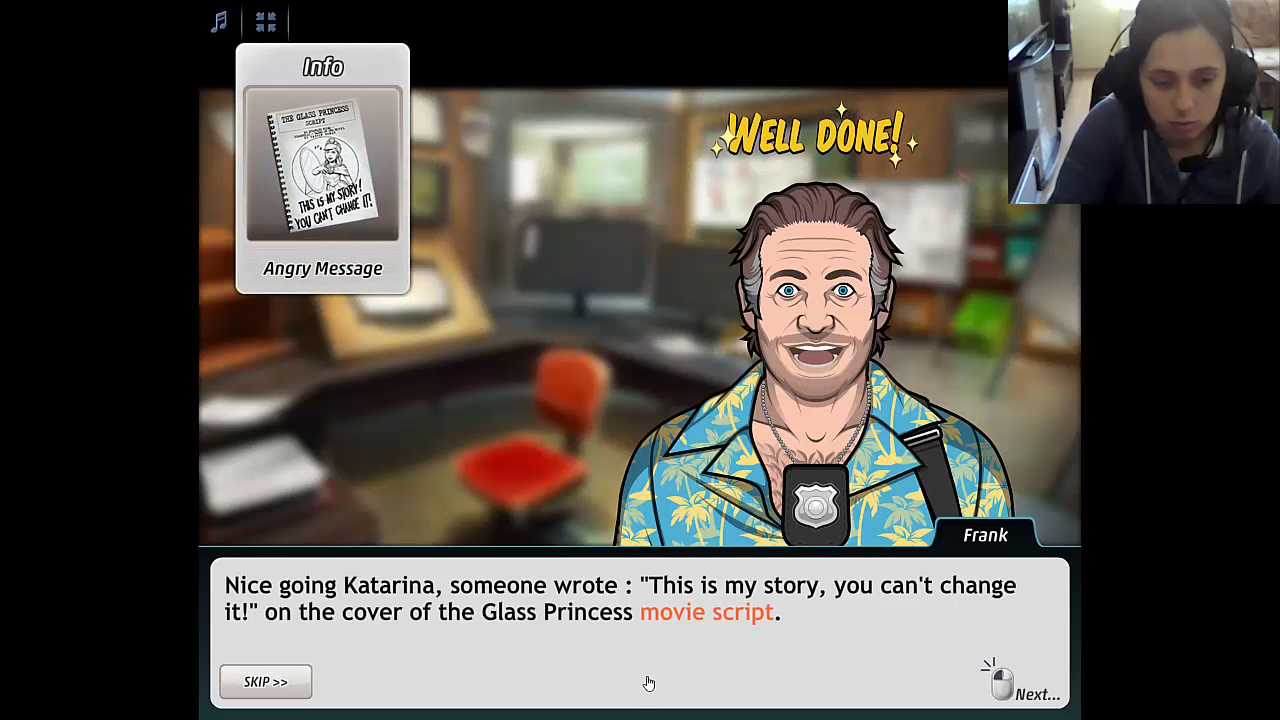 Info
THE GLASS PRINCESS
SCRIPT
THIS IS MY STORY!
YOU CAN'T CHANGE IT!
Angry Message
WELL DONE!
Frank
Nice going Katarina, someone wrote : "This is my story, you can't change
it!" on the cover of the Glass Princess movie script.
SKIP >>
Next...